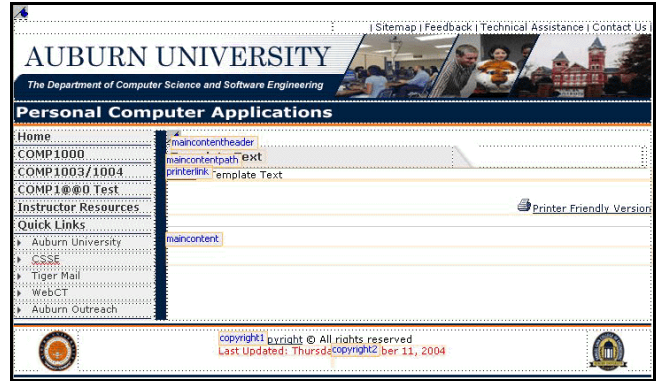 | Sitemap | Feedback | Technical Assistance | Contact Us |
AUBURN UNIVERSITY
The Department of Computer Science and Software Engineering
Personal Computer Applications
Home
COMP1000
COMP1003/1004
COMP1@@0 Test
Instructor Resources
Quick Links
Auburn University
CSSE
Tiger Mail
WebCT
Auburn Outreach
maincontentheader
maincontentpath Text
printerlink Template Text
Printer Friendly Version
maincontent
copyright1 pyright © All rights reserved
Last Updated: Thursda copyright2 ber 11, 2004